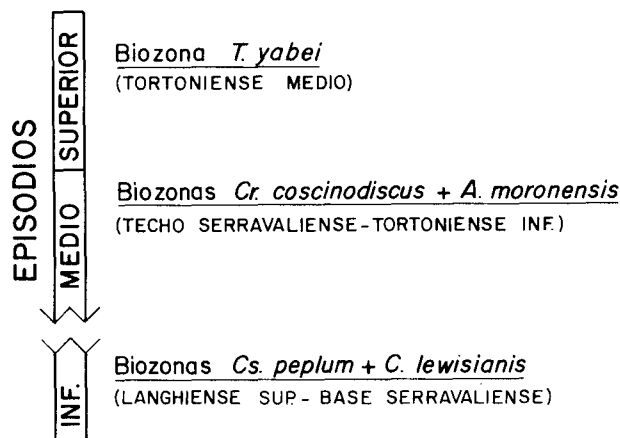 EPISODIOS
SUPERIOR
Biozona T. yabei
(TORTONIENSE MEDIO)
MEDIO
Biozonas Cr. coscinodiscus + A. moronensis
(TECHO SERRAVALIENSE-TORTONIENSE INF.)
INF.
Biozonas Cs. peplum + C. lewisianis
(LANGHIENSE SUP.- BASE SERRAVALIENSE)